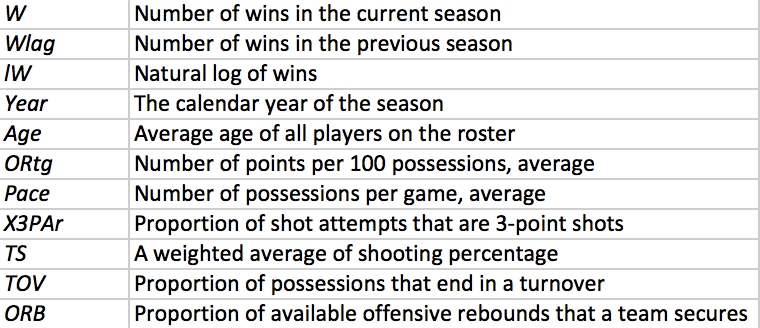 W Number of wins in the current season
Wlag Number of wins in the previous season
lW Natural log of wins
Year The calendar year of the season
Age Average age of all players on the roster
ORtg Number of points per 100 possessions, average
Pace Number of possessions per game, average
X3PAr Proportion of shot attempts that are 3-point shots
TS A weighted average of shooting percentage
TOV Proportion of possessions that end in a turnover
ORB Proportion of available offensive rebounds that a team secures